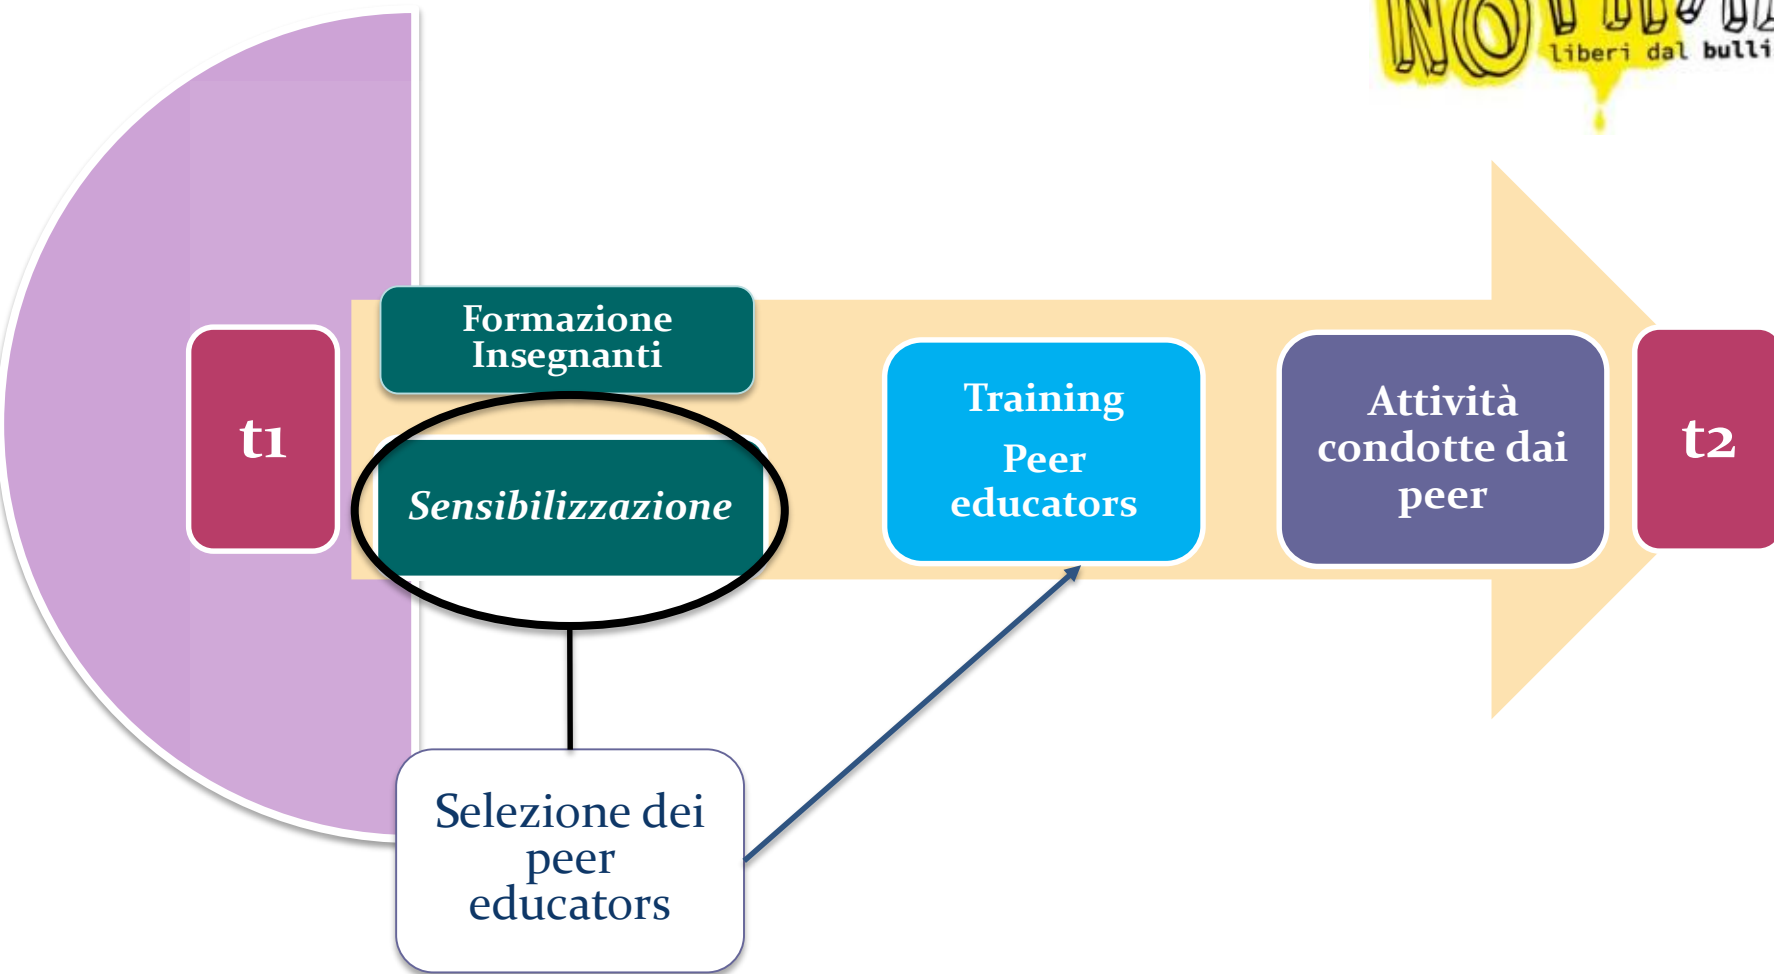 NO
liberi dal bulli
Formazione
Insegnanti
t1
Sensibilizzazione
Training
Peer
educators
Attività
condotte dai
peer
t2
Selezione dei
peer
educators